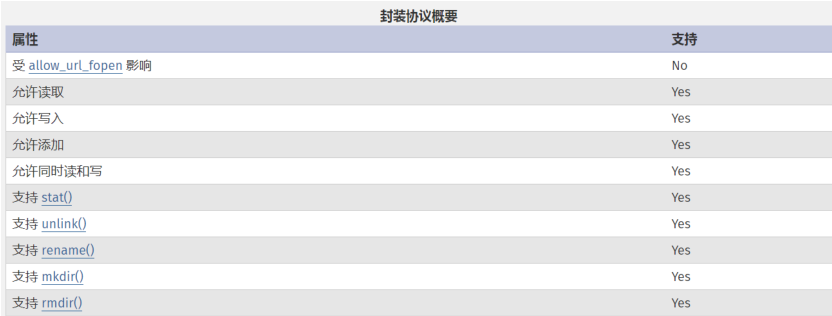 封装协议概要
属性 支持
受 allow_url_fopen 影响 No
允许读取 Yes
允许写入 Yes
允许添加 Yes
允许同时读和写 Yes
支持 stat() Yes
支持 unlink() Yes
支持 rename() Yes
支持 mkdir() Yes
支持 rmdir() Yes